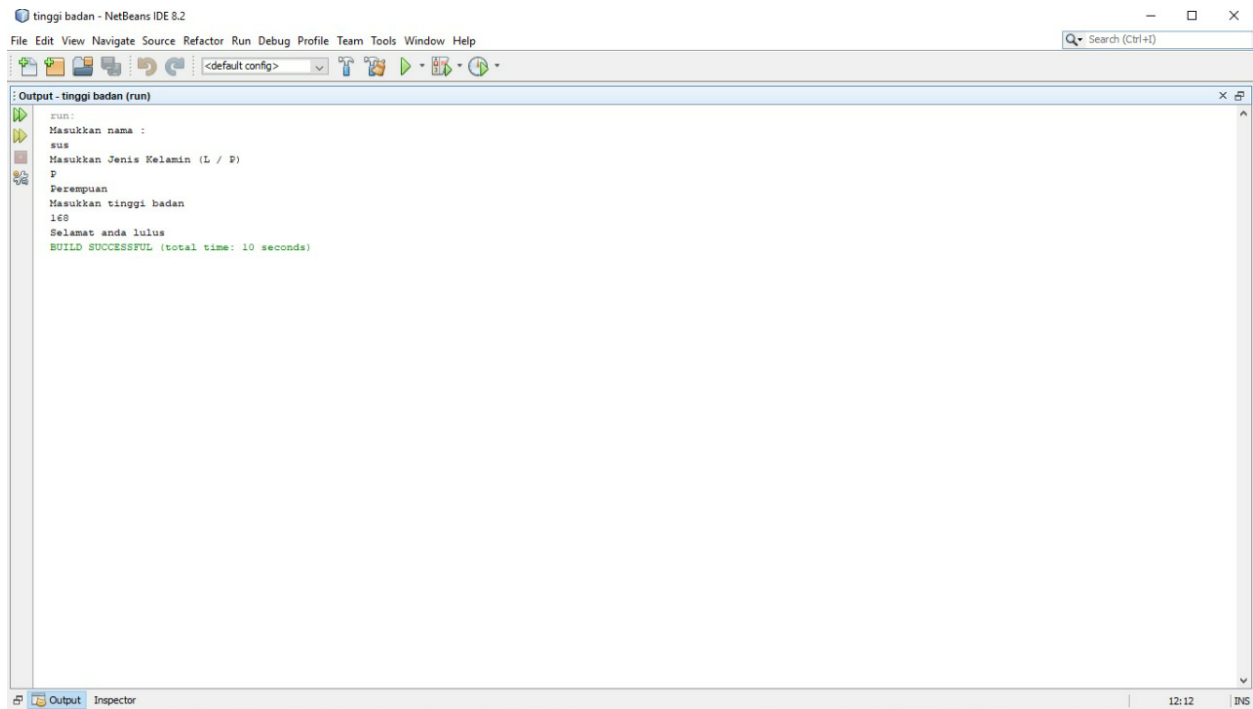 tinggi badan - NetBeans IDE 8.2
File Edit View Navigate Source Refactor Run Debug Profile Team Tools Window Help
Search (Ctrl+I)
<default config>
Output - tinggi badan (run)
run:
Masukkan nama :
sus
Masukkan Jenis Kelamin (L / P)
P
Perempuan
Masukkan tinggi badan
168
Selamat anda lulus
BUILD SUCCESSFUL (total time: 10 seconds)
Output Inspector
12:12 INS